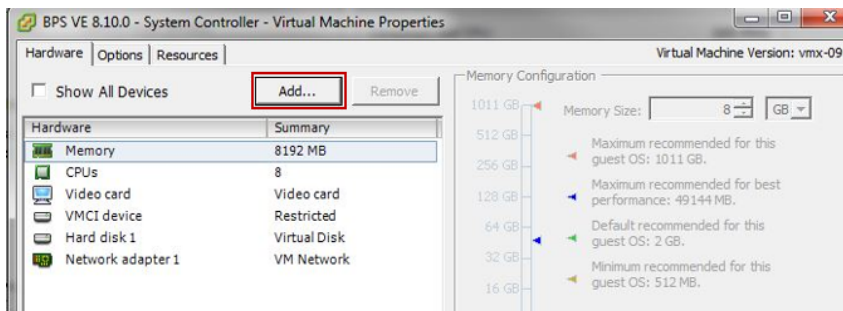 BPS VE 8.10.0 - System Controller - Virtual Machine Properties
Hardware Options Resources
Virtual Machine Version: vmx-09
Show All Devices
Add...
Remove
Hardware Summary
Memory 8192 MB
CPUs 8
Video card Video card
VMCI device Restricted
Hard disk 1 Virtual Disk
Network adapter 1 VM Network
Memory Configuration
1011 GB
512 GB
256 GB
128 GB
64 GB
32 GB
16 GB
Memory Size: 8 GB
Maximum recommended for this
guest OS: 1011 GB.
Maximum recommended for best
performance: 49144 MB.
Default recommended for this
guest OS: 2 GB.
Minimum recommended for this
guest OS: 512 MB.